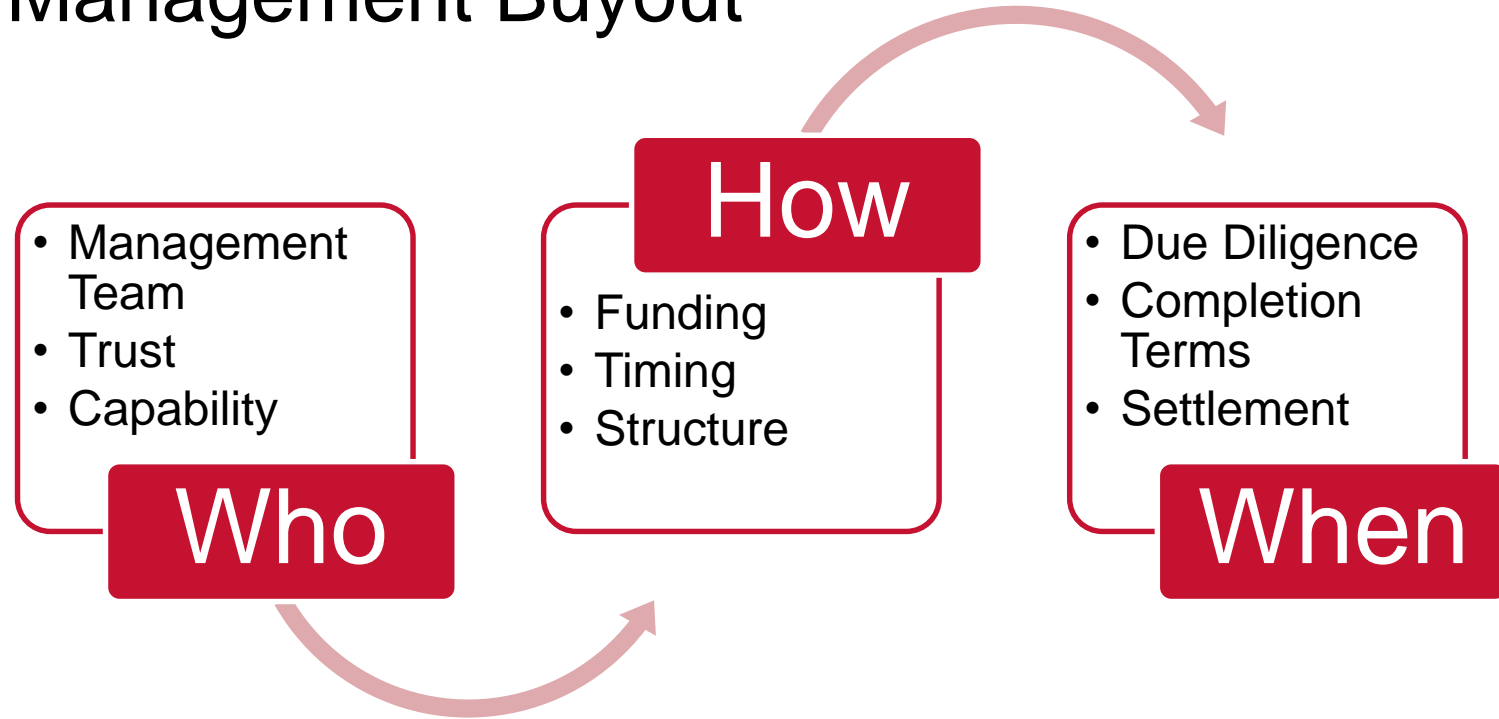 Management Buyout
• Management
Team
• Trust
• Capability
Who
How
• Funding
• Timing
• Structure
• Due Diligence
• Completion
Terms
• Settlement
When